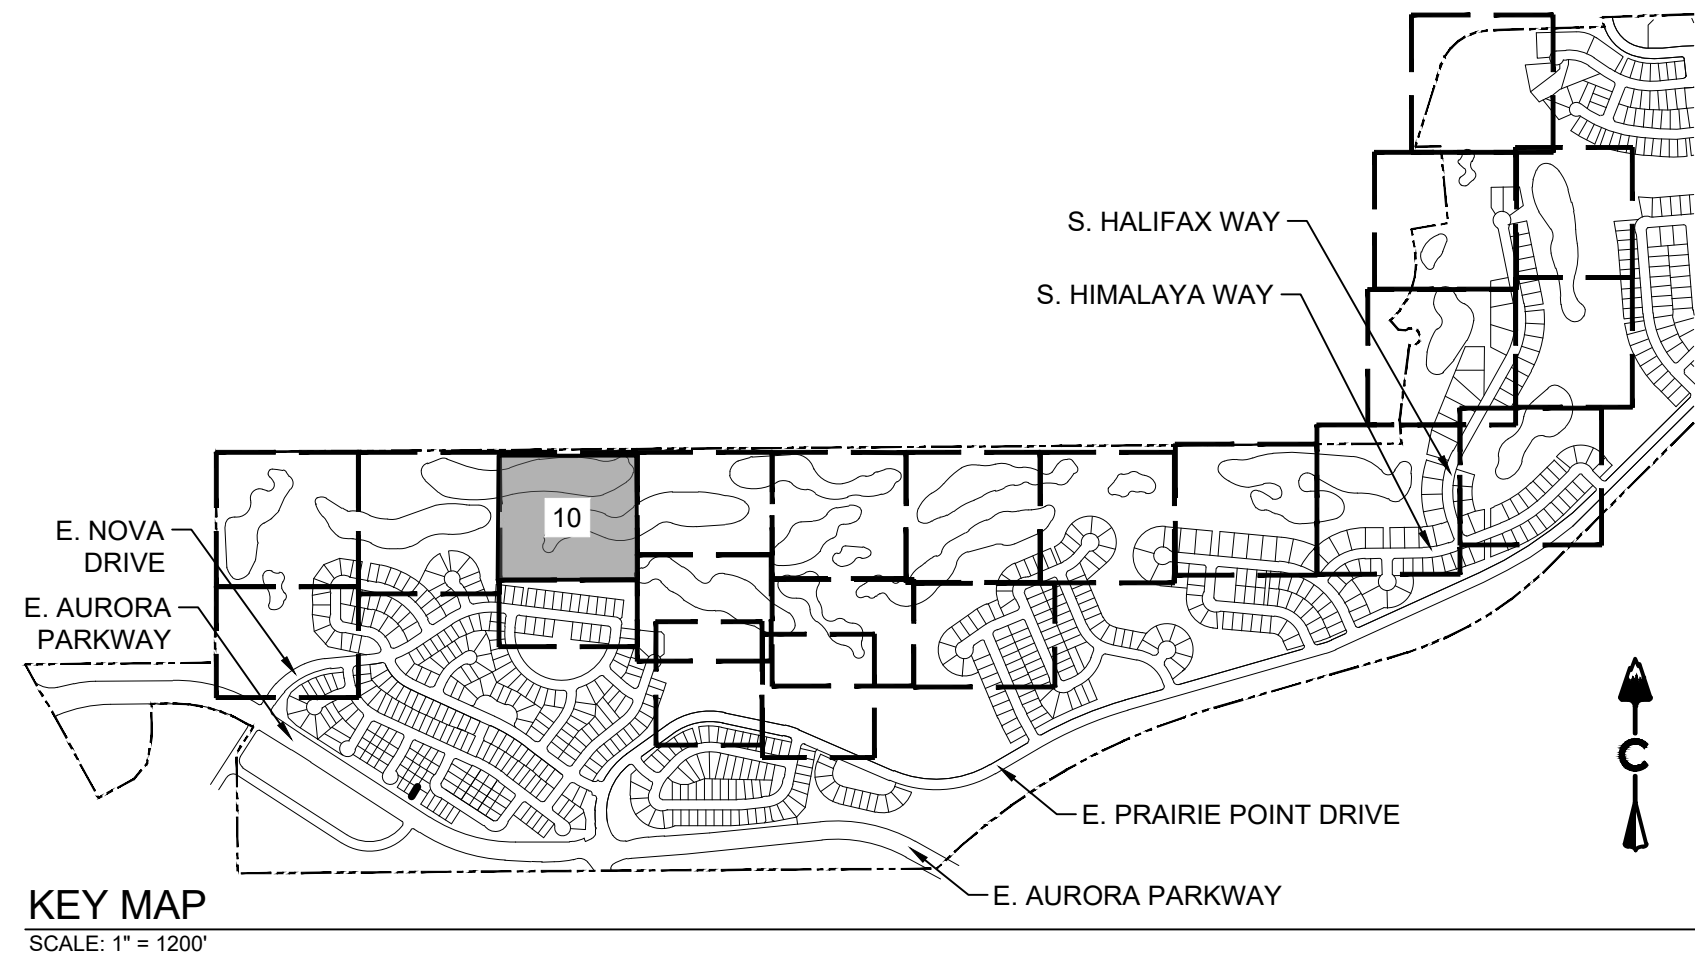 S. HALIFAX WAY
S. HIMALAYA WAY
10
E. NOVA
DRIVE
E. AURORA
PARKWAY
C
E. PRAIRIE POINT DRIVE
E. AURORA PARKWAY
KEY MAP
SCALE: 1" = 1200'